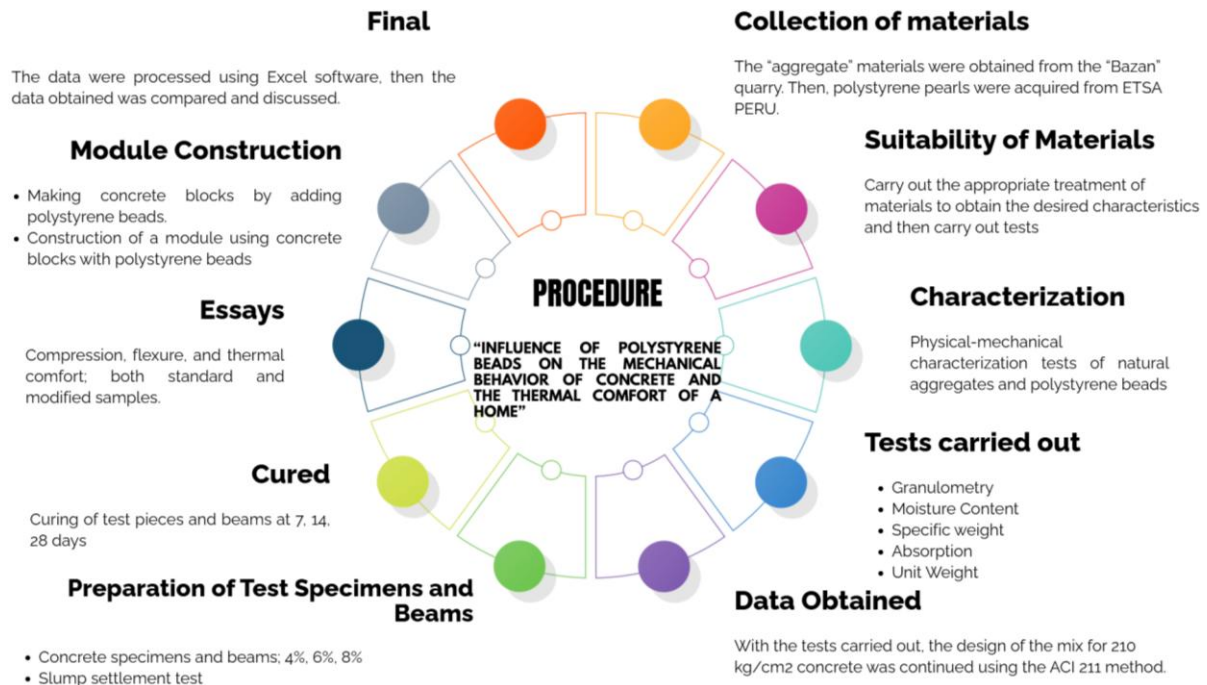 PROCEDURE
“INFLUENCE OF POLYSTYRENE
BEADS ON THE MECHANICAL
BEHAVIOR OF CONCRETE AND
THE THERMAL COMFORT OF A
HOME”
Collection of materials
The “aggregate” materials were obtained from the “Bazan”
quarry. Then, polystyrene pearls were acquired from ETSA
PERU.
Suitability of Materials
Carry out the appropriate treatment of
materials to obtain the desired characteristics
and then carry out tests
Characterization
Physical-mechanical
characterization tests of natural
aggregates and polystyrene beads
Tests carried out
• Granulometry
• Moisture Content
• Specific weight
• Absorption
• Unit Weight
Data Obtained
With the tests carried out, the design of the mix for 210
kg/cm2 concrete was continued using the ACI 211 method.
Preparation of Test Specimens and
Beams
• Concrete specimens and beams; 4%, 6%, 8%
• Slump settlement test
Cured
Curing of test pieces and beams at 7, 14,
28 days
Essays
Compression, flexure, and thermal
comfort; both standard and
modified samples.
Module Construction
• Making concrete blocks by adding
polystyrene beads.
• Construction of a module using concrete
blocks with polystyrene beads
Final
The data were processed using Excel software, then the
data obtained was compared and discussed.